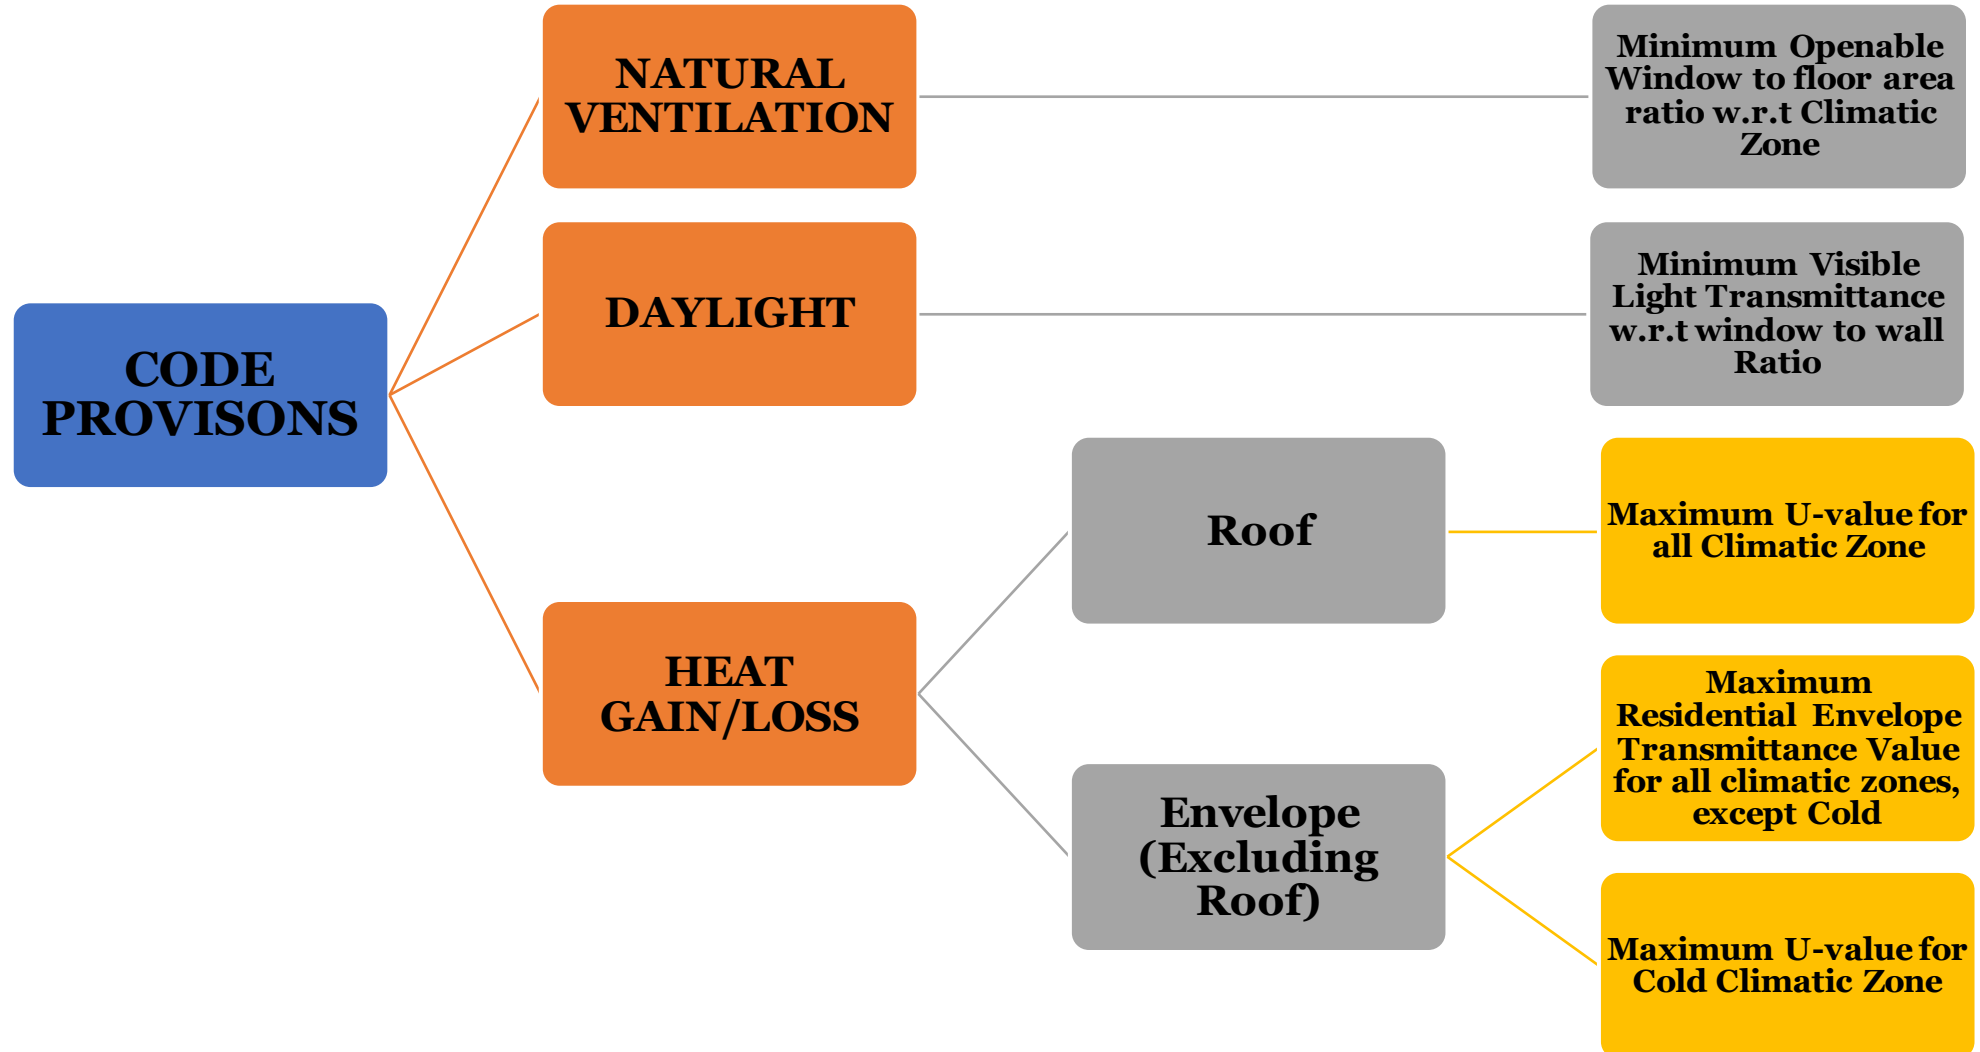 CODE
PROVISONS
NATURAL
VENTILATION
Minimum Openable
Window to floor area
ratio w.r.t Climatic
Zone
DAYLIGHT
Minimum Visible
Light Transmittance
w.r.t window to wall
Ratio
HEAT
GAIN/LOSS
Roof
Maximum U-value for
all Climatic Zone
Envelope
(Excluding
Roof)
Maximum
Residential Envelope
Transmittance Value
for all climatic zones,
except Cold
Maximum U-value for
Cold Climatic Zone